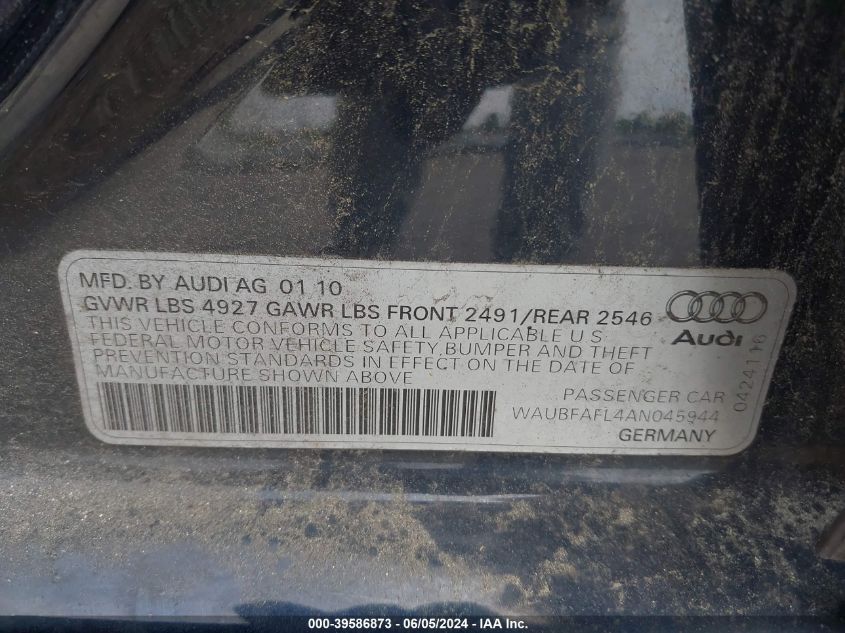 MFD. BY AUDI AG 01 10
GVWR LBS 4927 GAWR LBS FRONT 2491/REAR 2546
THIS VEHICLE CONFORMS TO ALL APPLICABLE U S
FEDERAL MOTOR VEHICLE SAFETY, BUMPER AND THEFT
PREVENTION STANDARDS IN EFFECT ON THE DATE OF
MANUFACTURE SHOWN ABOVE
Audi
0424116
PASSENGER CAR
WAUBFAFL4AN045944
GERMANY
000-39586873 - 06/05/2024 - IAA Inc.